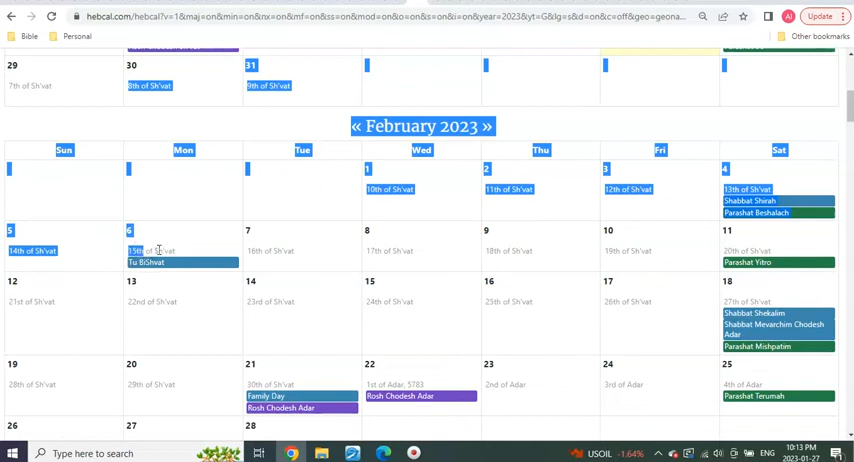 hebcal.com/hebcal?v=1&maj=on&min=on&nx=on&mf=on&ss=on&mod=on&o=on&s=on&i=on&year=2023&yt=G&lg=s&d=on&c=off&geo=geona...
AI
Update
Bible
Personal
Other bookmarks
29 30 31
7th of Sh'vat 8th of Sh'vat 9th of Sh'vat
« February 2023 »
Sun Mon Tue Wed Thu Fri Sat
1 2 3 4
10th of Sh'vat 11th of Sh'vat 12th of Sh'vat 13th of Sh'vat
Shabbat Shirah
Parashat Beshalach
5 6 7 8 9 10 11
14th of Sh'vat 15th of Sh'vat 16th of Sh'vat 17th of Sh'vat 18th of Sh'vat 19th of Sh'vat 20th of Sh'vat
Tu BiShvat Parashat Yitro
12 13 14 15 16 17 18
21st of Sh'vat 22nd of Sh'vat 23rd of Sh'vat 24th of Sh'vat 25th of Sh'vat 26th of Sh'vat 27th of Sh'vat
Shabbat Shekalim
Shabbat Mevarchim Chodesh
Adar
Parashat Mishpatim
19 20 21 22 23 24 25
28th of Sh'vat 29th of Sh'vat 30th of Sh'vat 1st of Adar, 5783 2nd of Adar 3rd of Adar 4th of Adar
Family Day Rosh Chodesh Adar Parashat Terumah
Rosh Chodesh Adar
26 27 28
Type here to search
USOIL -1.64%
ENG
10:13 PM
2023-01-27